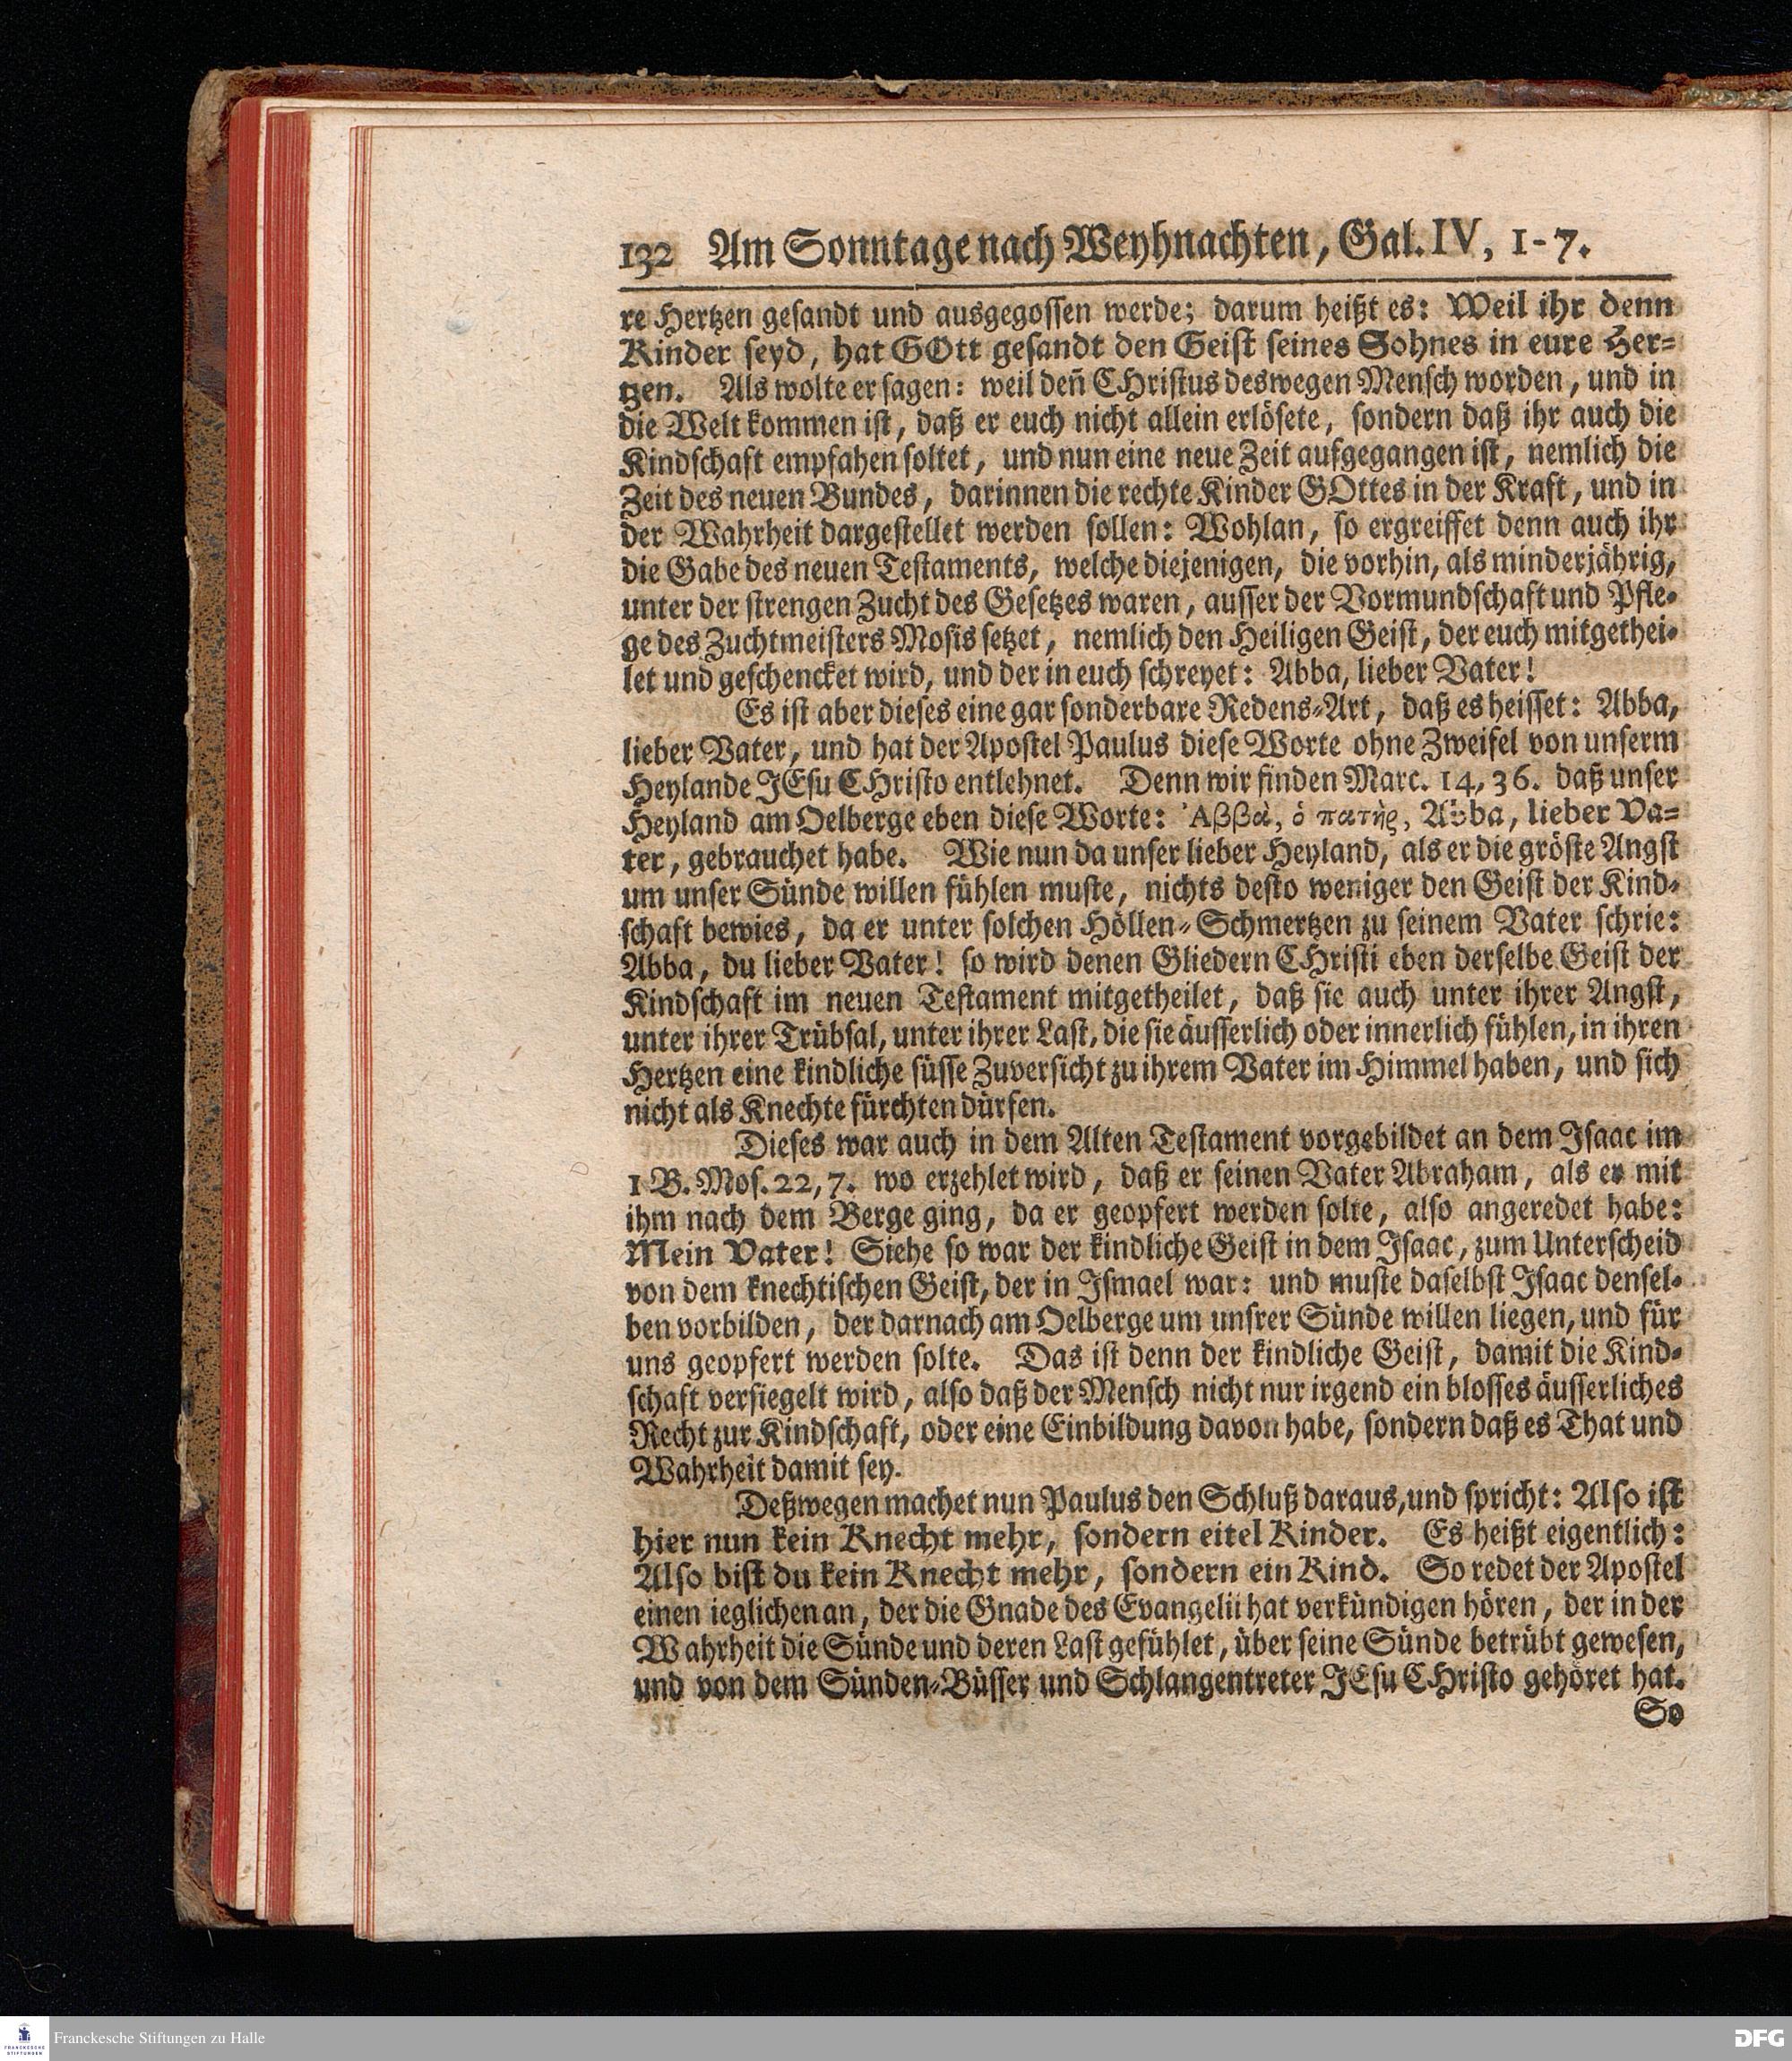 132 Am Sonntage nach Weyhnachten, Gal. IV, 1-7.
re Hertzen gesandt und ausgegossen werde; darum heißt es: Weil ihr denn
Kinder seyd, hat GOtt gesandt den Geist seines Sohnes in eure Her-
tzen. Als wolte er sagen: weil deñ CHristus deswegen Mensch worden, und in
die Welt kommen ist, daß er euch nicht allein erlösete, sondern daß ihr auch die
Kindschaft empfahen soltet, und nun eine neue Zeit aufgegangen ist, nemlich die
Zeit des neuen Bundes, darinnen die rechte Kinder GOttes in der Kraft, und in
der Wahrheit dargestellet werden sollen: Wohlan, so ergreiffet denn auch ihr
die Gabe des neuen Testaments, welche diejenigen, die vorhin, als minderjährig,
unter der strengen Zucht des Gesetzes waren, ausser der Vormundschaft und Pfle-
ge des Zuchtmeisters Mosis setzet, nemlich den Heiligen Geist, der euch mitgethei-
let und geschencket wird, und der in euch schreyet: Abba, lieber Vater!
Es ist aber dieses eine gar sonderbare Redens-Art, daß es heisset: Abba,
lieber Vater, und hat der Apostel Paulus diese Worte ohne Zweifel von unserm
Heylande JEsu CHristo entlehnet. Denn wir finden Marc. 14, 36. daß unser
Heyland am Oelberge eben diese Worte: Ἀββὰ, ὁ πατὴρ, Abba, lieber Va-
ter, gebrauchet habe. Wie nun da unser lieber Heyland, als er die gröste Angst
um unser Sünde willen fühlen muste, nichts desto weniger den Geist der Kind-
schaft bewies, da er unter solchen Höllen-Schmertzen zu seinem Vater schrie:
Abba, du lieber Vater! so wird denen Gliedern CHristi eben derselbe Geist der
Kindschaft im neuen Testament mitgetheilet, daß sie auch unter ihrer Angst,
unter ihrer Trübsal, unter ihrer Last, die sie äusserlich oder innerlich fühlen, in ihren
Hertzen eine kindliche süsse Zuversicht zu ihrem Vater im Himmel haben, und sich
nicht als Knechte fürchten dürfen.
Dieses war auch in dem Alten Testament vorgebildet an dem Isaac im
1 B. Mos. 22, 7. wo erzehlet wird, daß er seinen Vater Abraham, als er mit
ihm nach dem Berge ging, da er geopfert werden solte, also angeredet habe:
Mein Vater! Siehe so war der kindliche Geist in dem Isaac, zum Unterscheid
von dem knechtischen Geist, der in Ismael war: und muste daselbst Isaac densel-
ben vorbilden, der darnach am Oelberge um unsrer Sünde willen liegen, und für
uns geopfert werden solte. Das ist denn der kindliche Geist, damit die Kind-
schaft versiegelt wird, also daß der Mensch nicht nur irgend ein blosses äusserliches
Recht zur Kindschaft, oder eine Einbildung davon habe, sondern daß es That und
Wahrheit damit sey.
Deßwegen machet nun Paulus den Schluß daraus, und spricht: Also ist
hier nun kein Knecht mehr, sondern eitel Kinder. Es heißt eigentlich:
Also bist du kein Knecht mehr, sondern ein Kind. So redet der Apostel
einen ieglichen an, der die Gnade des Evangelii hat verkündigen hören, der in der
Wahrheit die Sünde und deren Last gefühlet, über seine Sünde betrübt gewesen,
und von dem Sünden-Büsser und Schlangentreter JEsu CHristo gehöret hat.
So
FRANCKESCHE STIFTUNGEN
Franckesche Stiftungen zu Halle
DFG